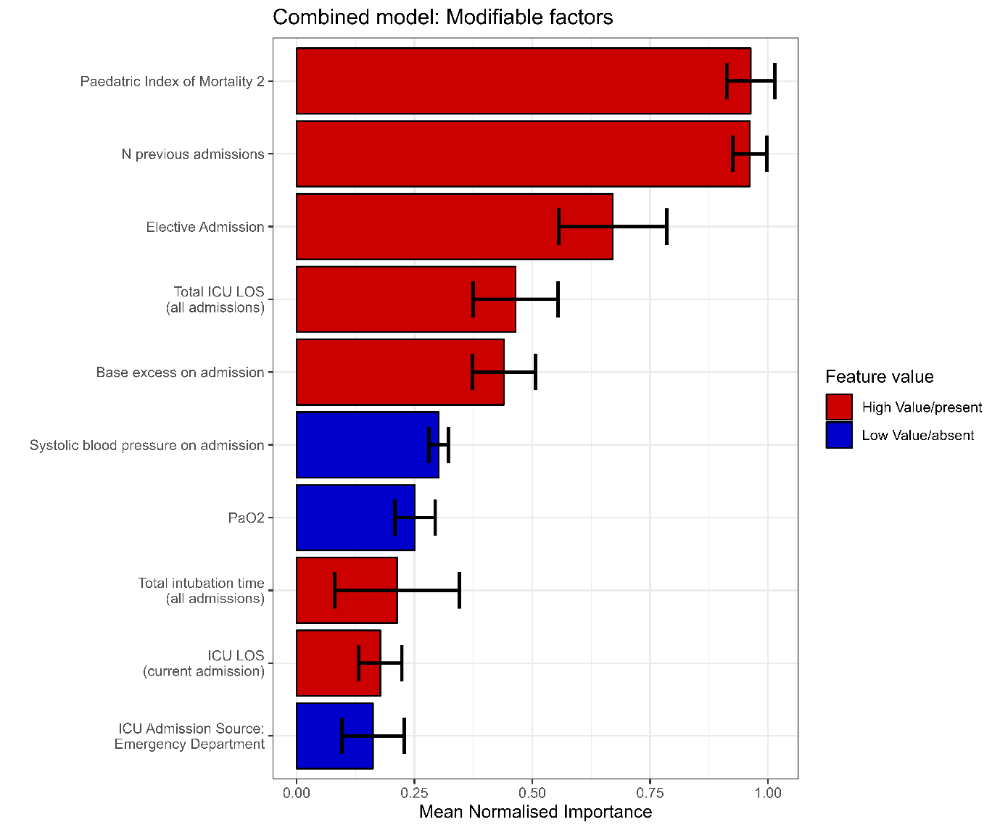 Combined model: Modifiable factors
Paedatric Index of Mortality 2
N previous admissions
Elective Admission
Total ICU LOS
(all admissions)
Base excess on admission
Systolic blood pressure on admission
PaO2
Total intubation time
(all admissions)
ICU LOS
(current admission)
ICU Admission Source:
Emergency Department
0.00 0.25 0.50 0.75 1.00
Mean Normalised Importance
Feature value
High Value/present
Low Value/absent